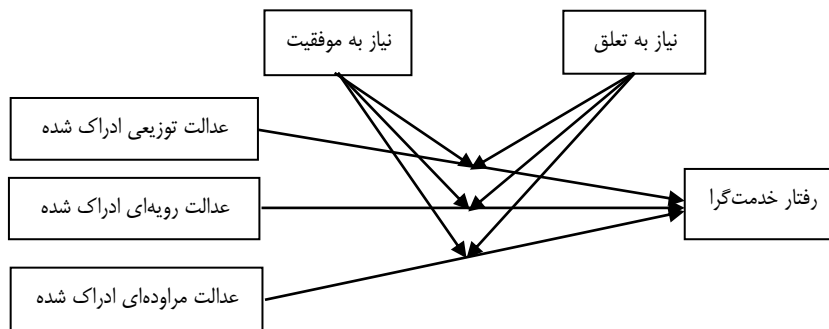 نیاز به تعلق
نیاز به موفقیت
عدالت توزیعی ادراک شده
عدالت رویه‌ای ادراک شده
رفتار خدمت‌گرا
عدالت مراوده‌ای ادراک شده